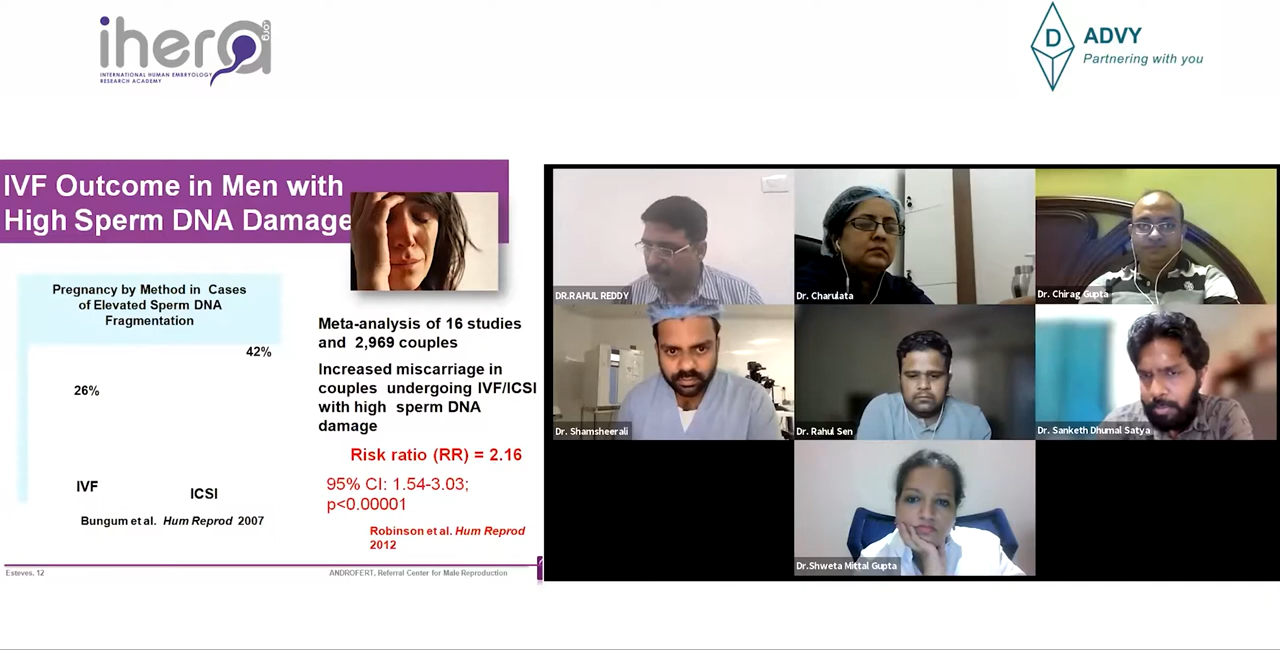 ihera
.org
INTERNATIONAL HUMAN EMBRYOLOGY
RESEARCH ACADEMY
D
ADVY
Partnering with you
IVF Outcome in Men with
High Sperm DNA Damage
Pregnancy by Method in Cases
of Elevated Sperm DNA
Fragmentation
42%
26%
IVF
ICSI
Bungum et al. Hum Reprod 2007
Meta-analysis of 16 studies
and 2,969 couples
Increased miscarriage in
couples undergoing IVF/ICSI
with high sperm DNA
damage
Risk ratio (RR) = 2.16
95% CI: 1.54-3.03;
p<0.00001
Robinson et al. Hum Reprod
2012
Esteves. 12
ANDROFERT, Referral Center for Male Reproduction
DR.RAHUL REDDY
Dr. Charulata
Dr. Chirag Gupta
Dr. Shamsheerali
Dr. Rahul Sen
Dr. Sanketh Dhumal Satya
Dr.Shweta Mittal Gupta